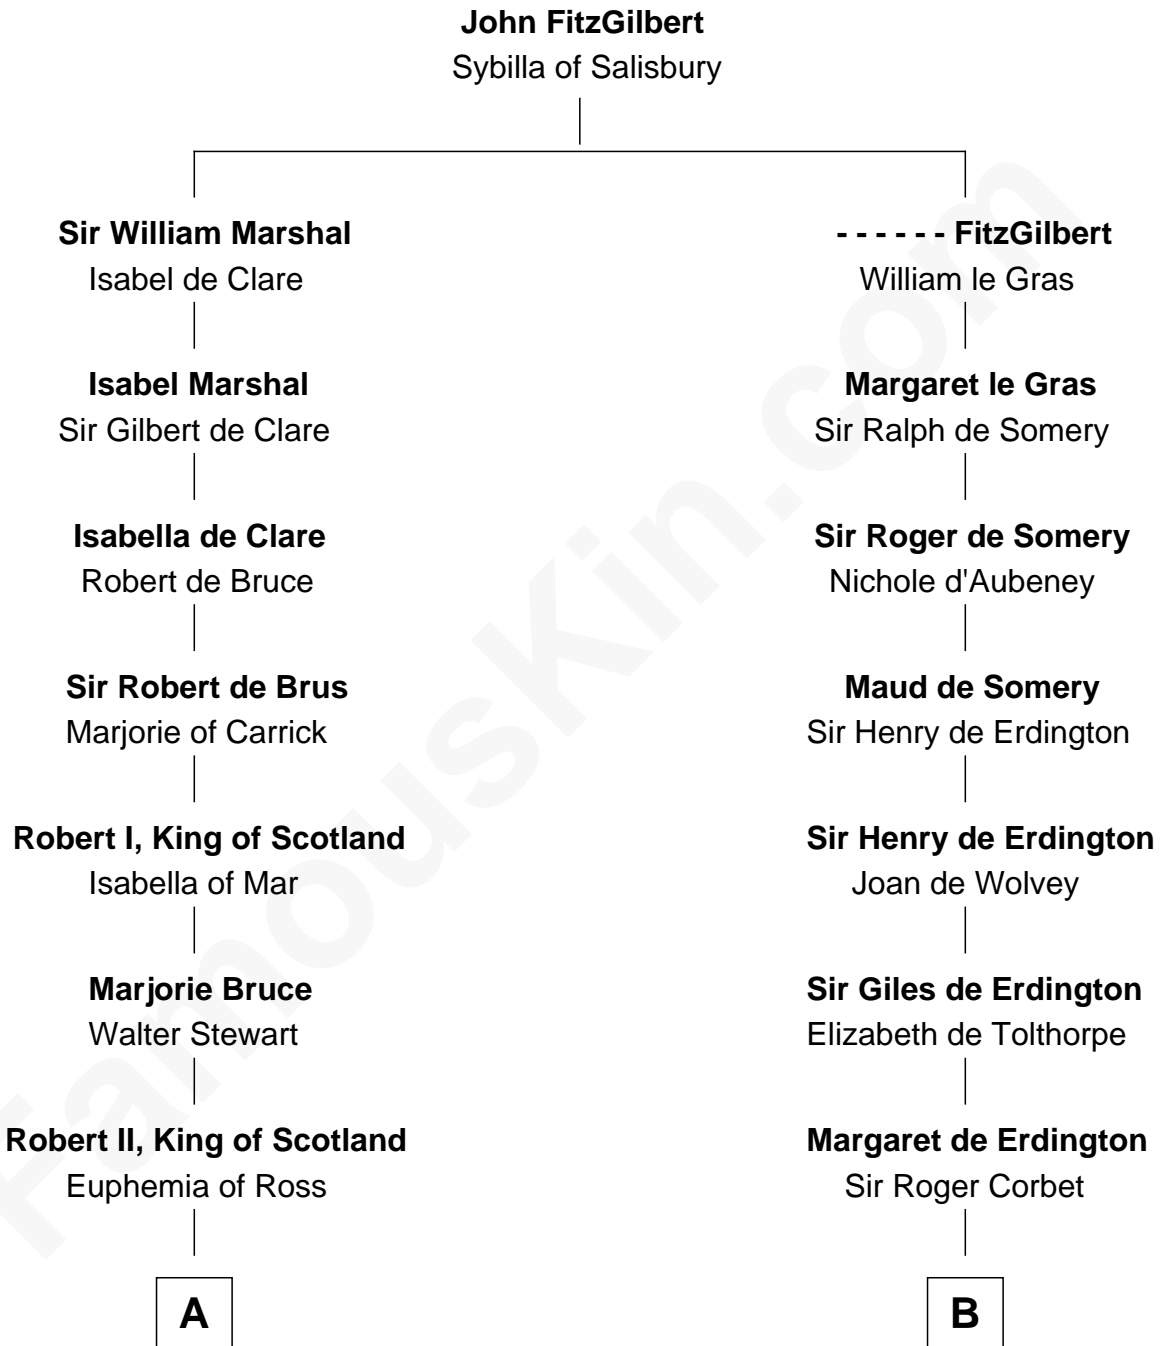 John FitzGilbert
Sybilla of Salisbury
Sir William Marshal
Isabel de Clare
Isabel Marshal
Sir Gilbert de Clare
Isabella de Clare
Robert de Bruce
Sir Robert de Brus
Marjorie of Carrick
Robert I, King of Scotland
Isabella of Mar
Marjorie Bruce
Walter Stewart
Robert II, King of Scotland
Euphemia of Ross
A
- - - - - - FitzGilbert
William le Gras
Margaret le Gras
Sir Ralph de Somery
Sir Roger de Somery
Nichole d'Aubeney
Maud de Somery
Sir Henry de Erdington
Sir Henry de Erdington
Joan de Wolvey
Sir Giles de Erdington
Elizabeth de Tolthorpe
Margaret de Erdington
Sir Roger Corbet
B
FamousKin.com